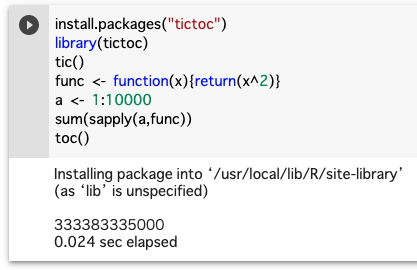 install.packages("tictoc")
library(tictoc)
tic()
func <- function(x){return(x^2)}
a <- 1:10000
sum(sapply(a,func))
toc()
Installing package into ‘/usr/local/lib/R/site-library’
(as ‘lib’ is unspecified)
333383335000
0.024 sec elapsed